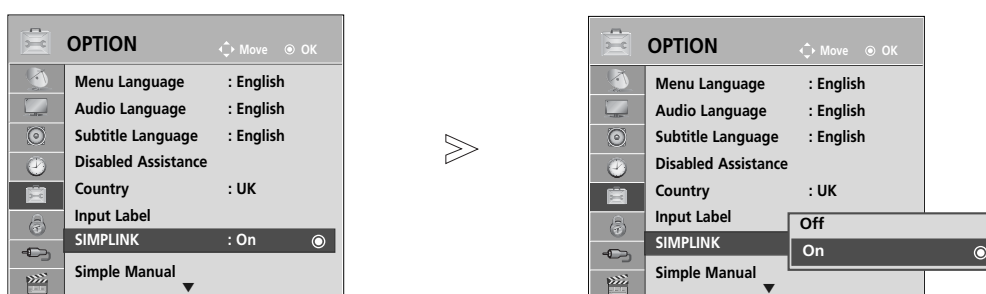 OPTION Move OK
Menu Language : English
Audio Language : English
Subtitle Language : English
Disabled Assistance
Country : UK
Input Label
SIMPLINK : On
Simple Manual
OPTION Move OK
Menu Language : English
Audio Language : English
Subtitle Language : English
Disabled Assistance
Country : UK
Input Label
Off
SIMPLINK
On
Simple Manual